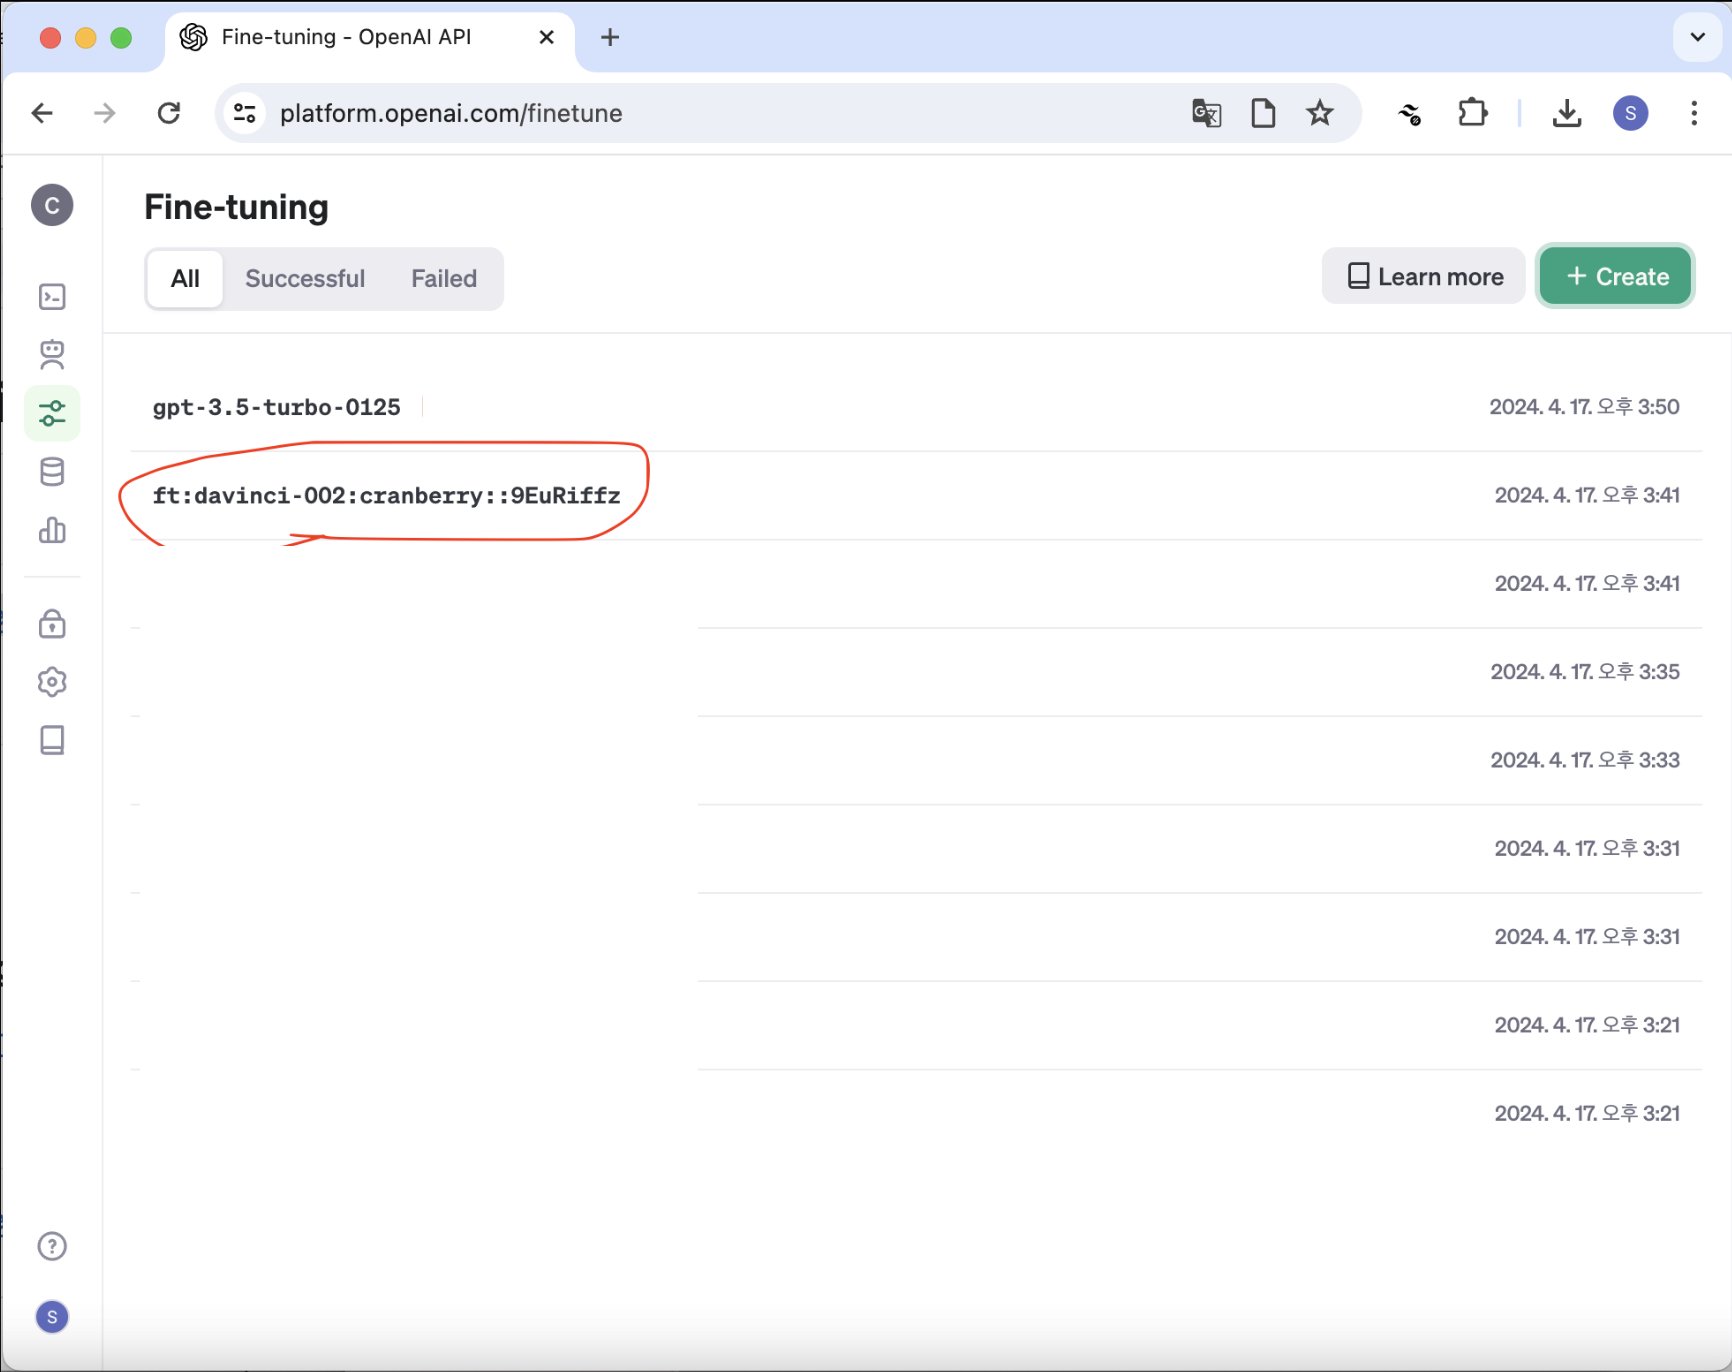 Fine-tuning - OpenAI API
platform.openai.com/finetune
S
C
Fine-tuning
All Successful Failed
Learn more
+ Create
gpt-3.5-turbo-0125 2024. 4. 17. 오후 3:50
ft:davinci-002:cranberry::9EuRiffz 2024. 4. 17. 오후 3:41
2024. 4. 17. 오후 3:41
2024. 4. 17. 오후 3:35
2024. 4. 17. 오후 3:33
2024. 4. 17. 오후 3:31
2024. 4. 17. 오후 3:31
2024. 4. 17. 오후 3:21
2024. 4. 17. 오후 3:21
S